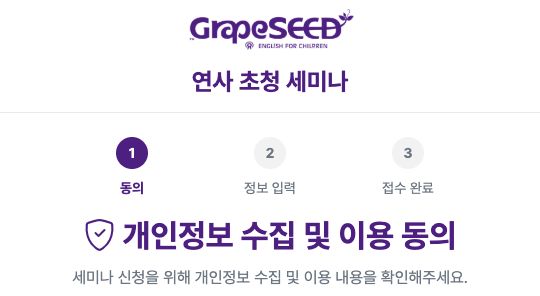 GrapeSEED
ENGLISH FOR CHILDREN
연사 초청 세미나
1 2 3
동의 정보 입력 접수 완료
개인정보 수집 및 이용 동의
세미나 신청을 위해 개인정보 수집 및 이용 내용을 확인해주세요.